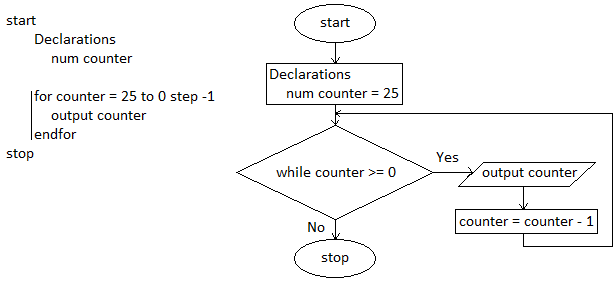 start
Declarations
num counter
for counter = 25 to 0 step -1
output counter
endfor
stop
start
Declarations
num counter = 25
while counter >= 0
Yes
output counter
counter = counter - 1
No
stop